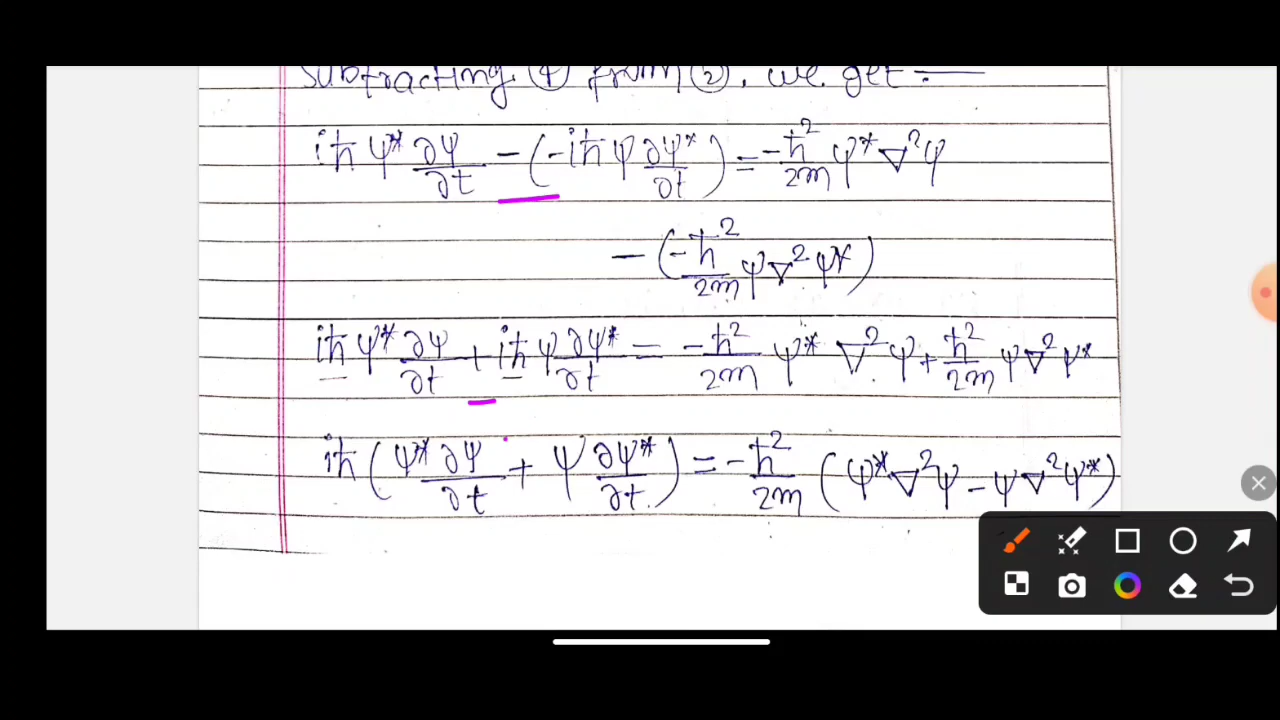 subtracting ④ from ②, we get :—
iħ ψ* ∂ψ/∂t - (-iħ ψ ∂ψ*/∂t) = -ħ²/2m ψ* ∇²ψ
- (-ħ²/2m ψ∇²ψ*)
iħ ψ* ∂ψ/∂t + iħ ψ ∂ψ*/∂t = -ħ²/2m ψ* ∇²ψ + ħ²/2m ψ∇²ψ*
iħ (ψ* ∂ψ/∂t + ψ ∂ψ*/∂t) = -ħ²/2m (ψ*∇²ψ - ψ∇²ψ*)